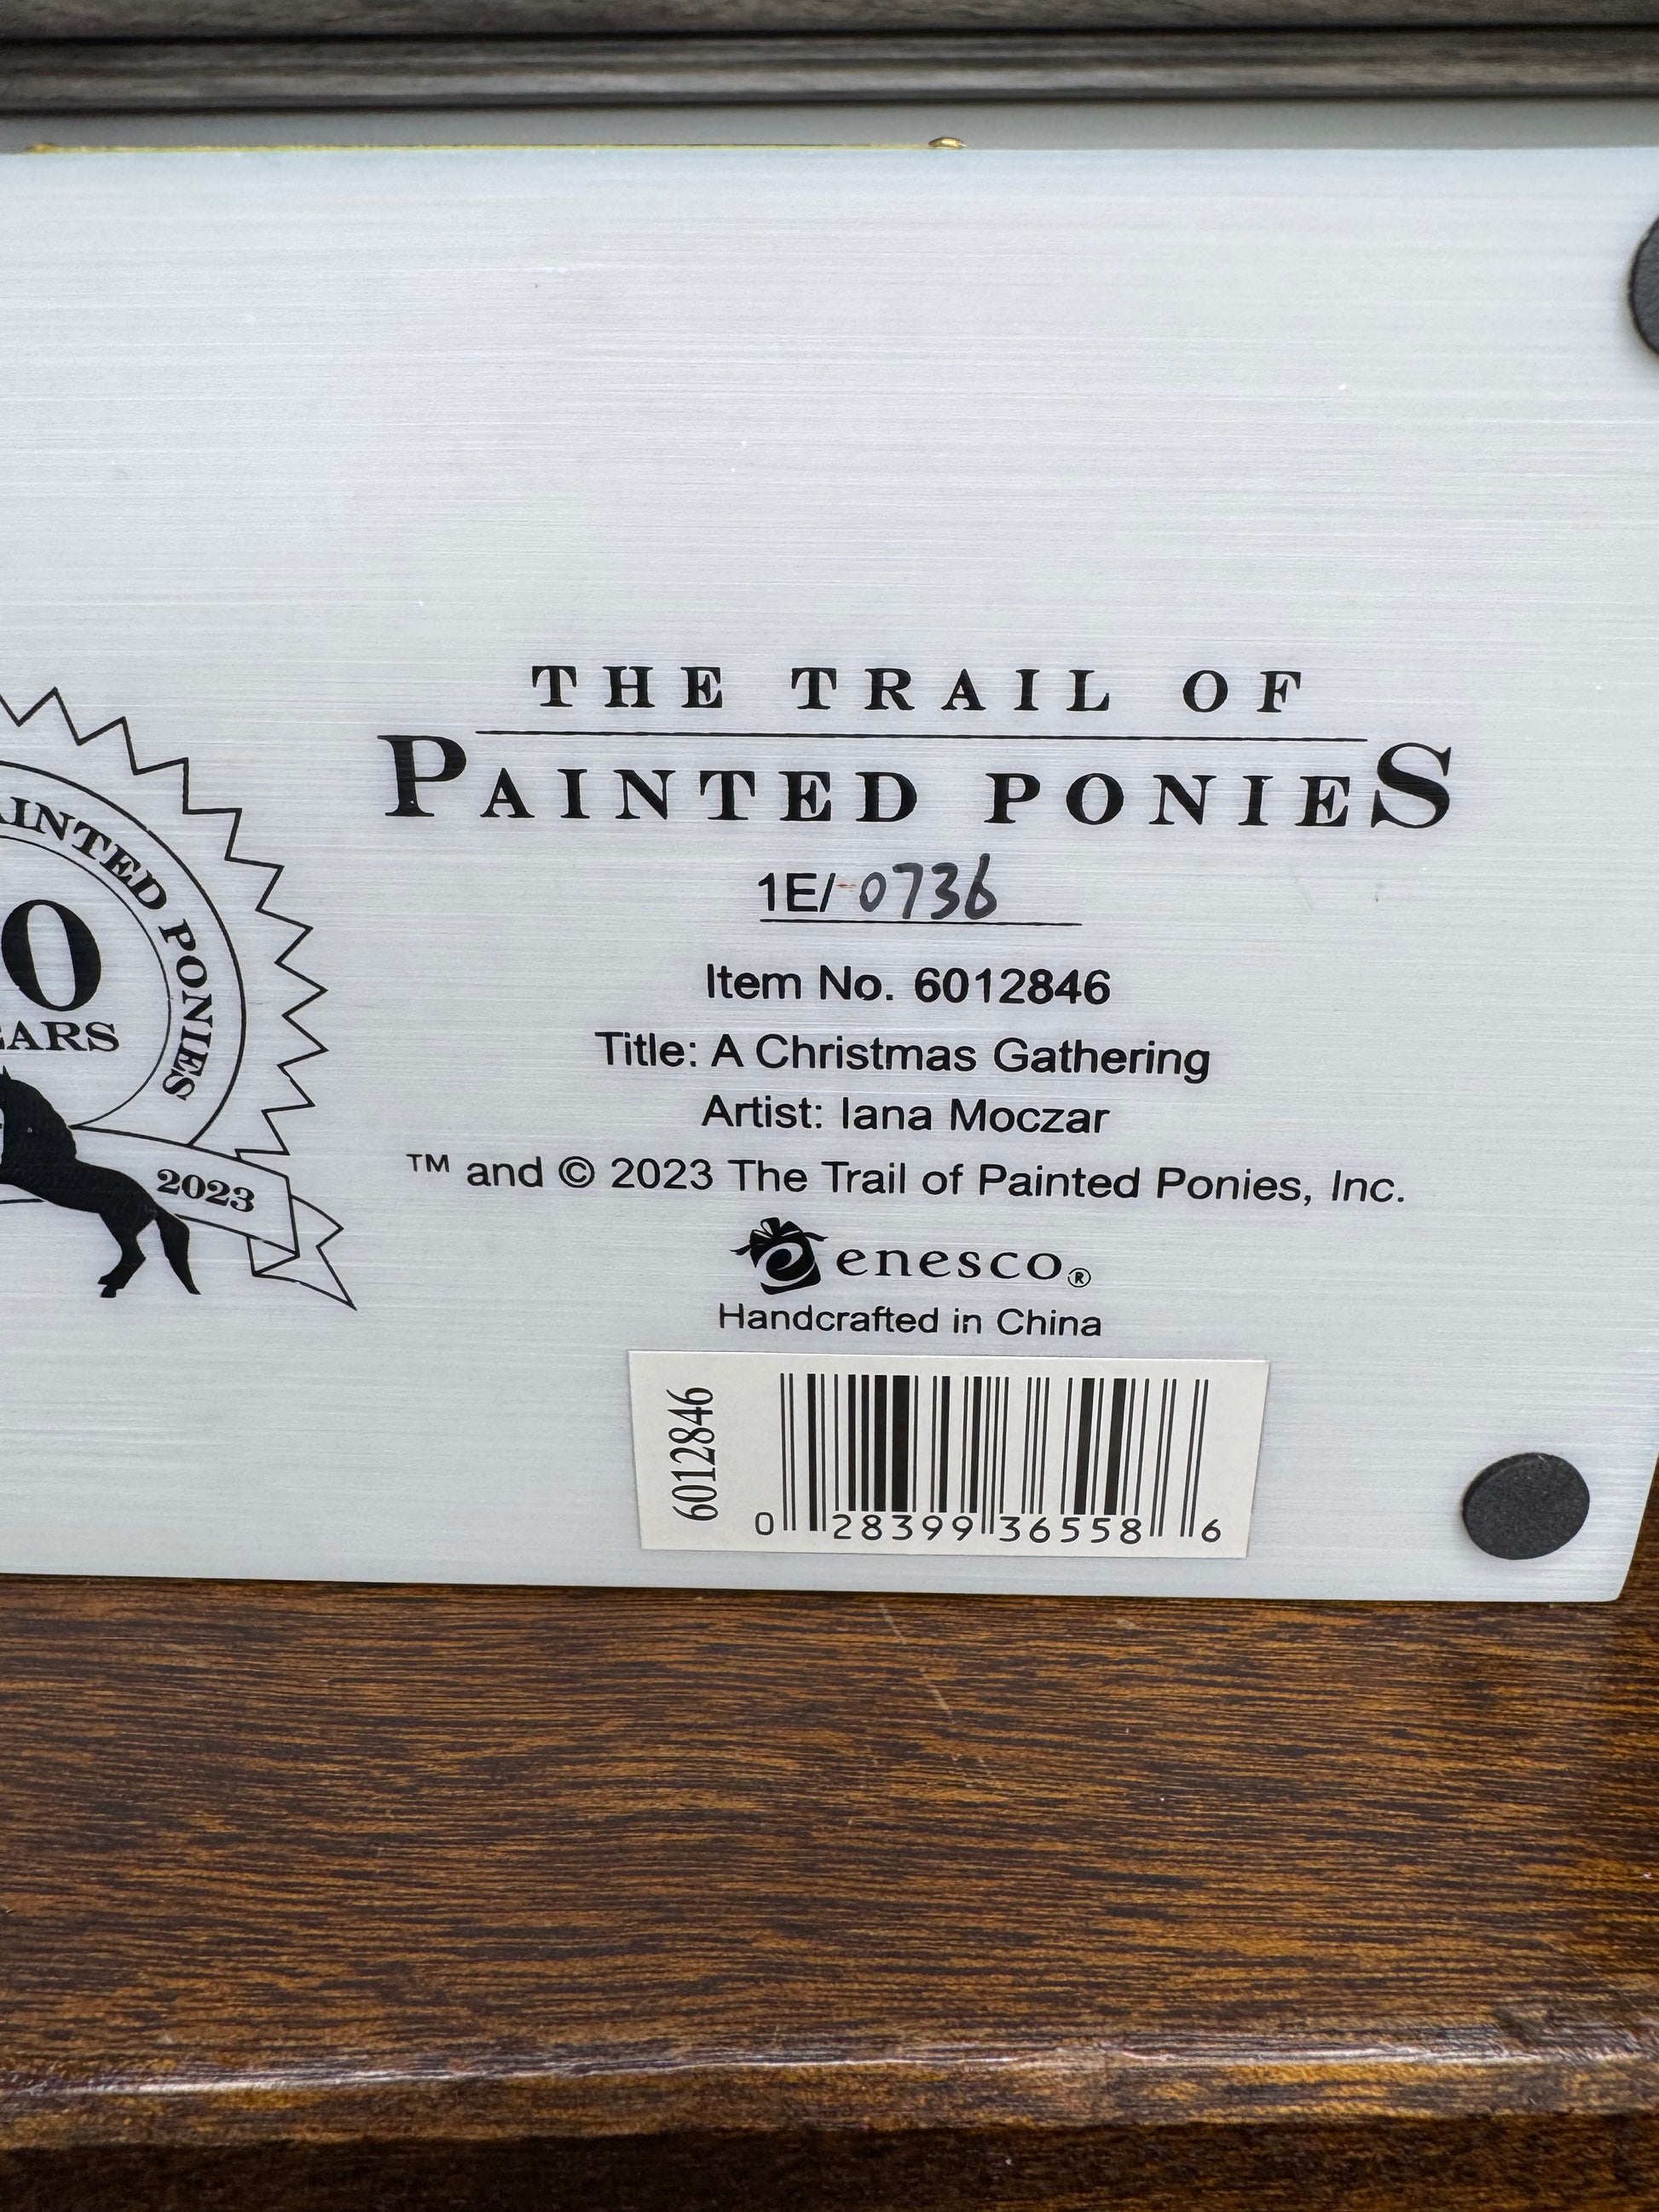 AINTED PONIES
0
EARS
2023
THE TRAIL OF
PAINTED PONIES
1E/ 0736
Item No. 6012846
Title: A Christmas Gathering
Artist: Iana Moczar
™ and © 2023 The Trail of Painted Ponies, Inc.
enesco®
Handcrafted in China
6012846
0 28399 36558 6